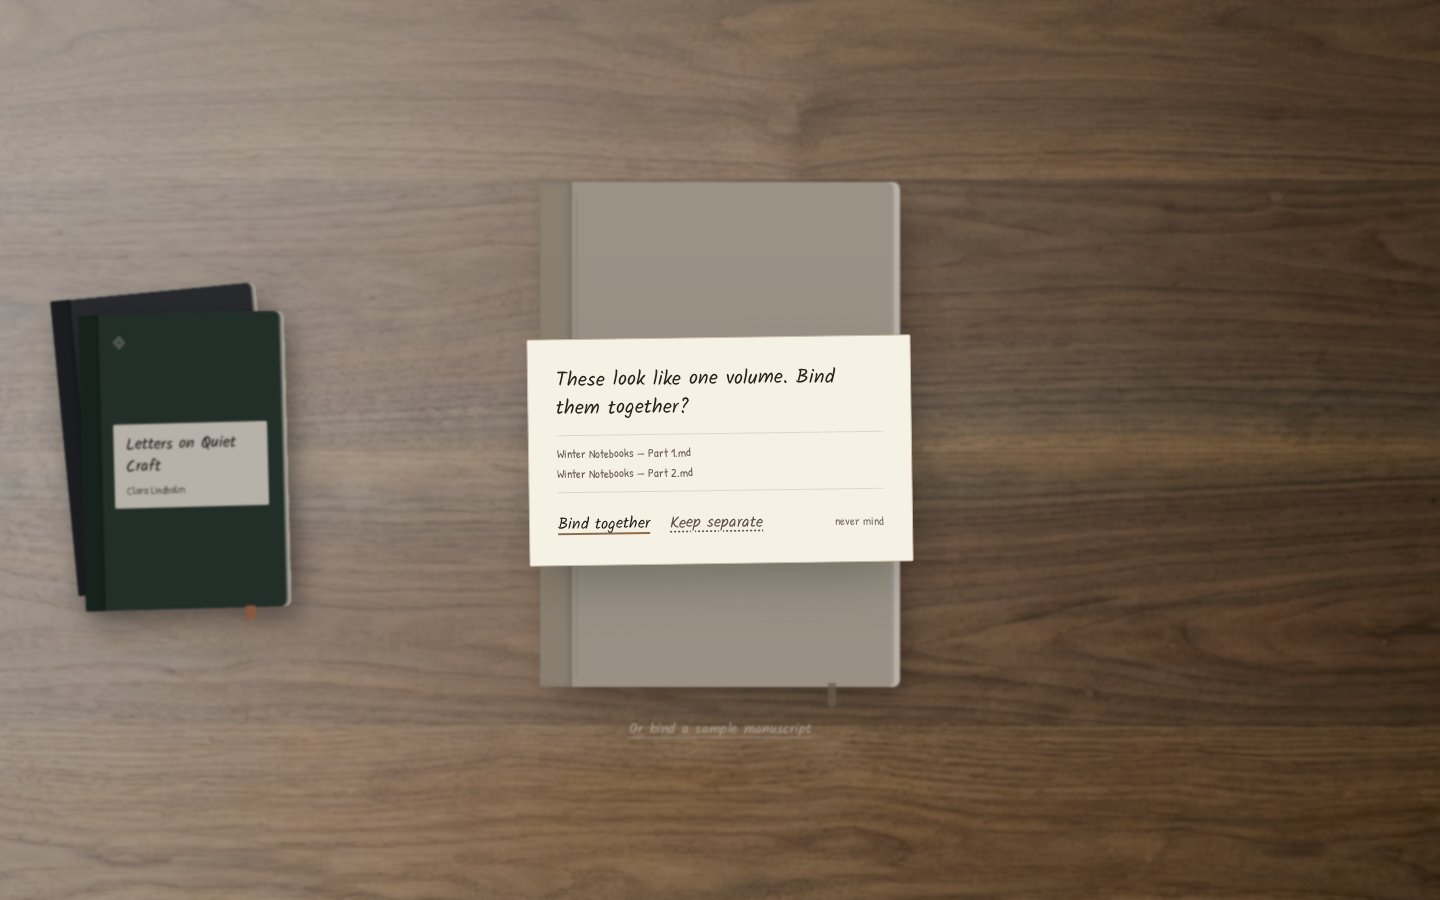 Letters on Quiet
Craft
Clara Lindholm
These look like one volume. Bind
them together?
Winter Notebooks — Part 1.md
Winter Notebooks — Part 2.md
Bind together
Keep separate
never mind
Or bind a sample manuscript